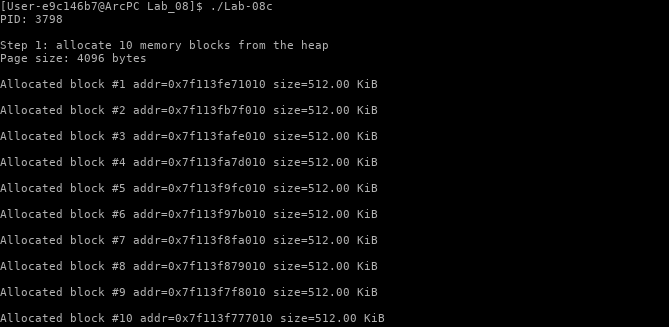 [User-e9c146b7@ArcPC Lab_08]$ ./Lab-08c
PID: 3798
Step 1: allocate 10 memory blocks from the heap
Page size: 4096 bytes
Allocated block #1 addr=0x7f113fe71010 size=512.00 KiB
Allocated block #2 addr=0x7f113fb7f010 size=512.00 KiB
Allocated block #3 addr=0x7f113fafe010 size=512.00 KiB
Allocated block #4 addr=0x7f113fa7d010 size=512.00 KiB
Allocated block #5 addr=0x7f113f9fc010 size=512.00 KiB
Allocated block #6 addr=0x7f113f97b010 size=512.00 KiB
Allocated block #7 addr=0x7f113f8fa010 size=512.00 KiB
Allocated block #8 addr=0x7f113f879010 size=512.00 KiB
Allocated block #9 addr=0x7f113f7f8010 size=512.00 KiB
Allocated block #10 addr=0x7f113f777010 size=512.00 KiB